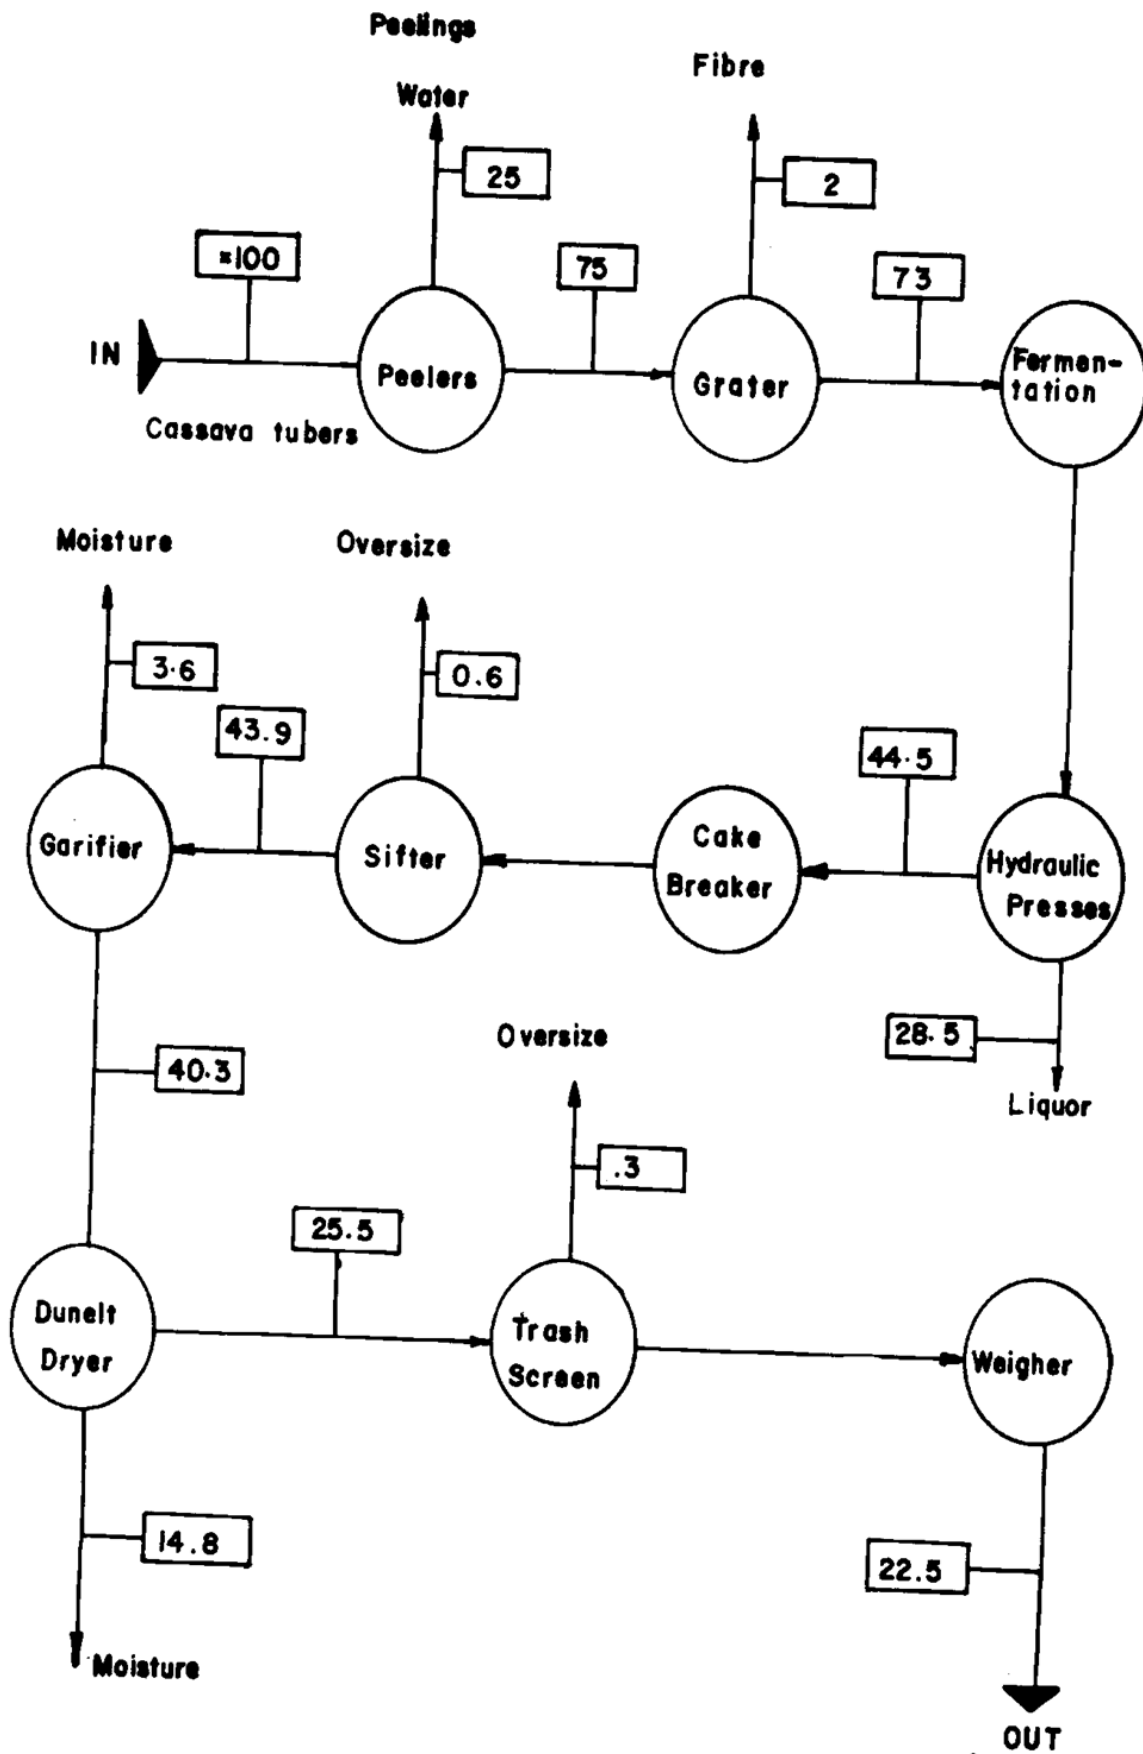 Peelings
Water
25
Fibre
2
=100
75
73
IN
Cassava tubers
Peelers
Grater
Fermen-
tation
Moisture
3.6
Oversize
0.6
43.9
44.5
Garifier
Sifter
Cake
Breaker
Hydraulic
Presses
28.5
Liquor
40.3
Oversize
.3
25.5
Dunelt
Dryer
Trash
Screen
Weigher
14.8
Moisture
22.5
OUT